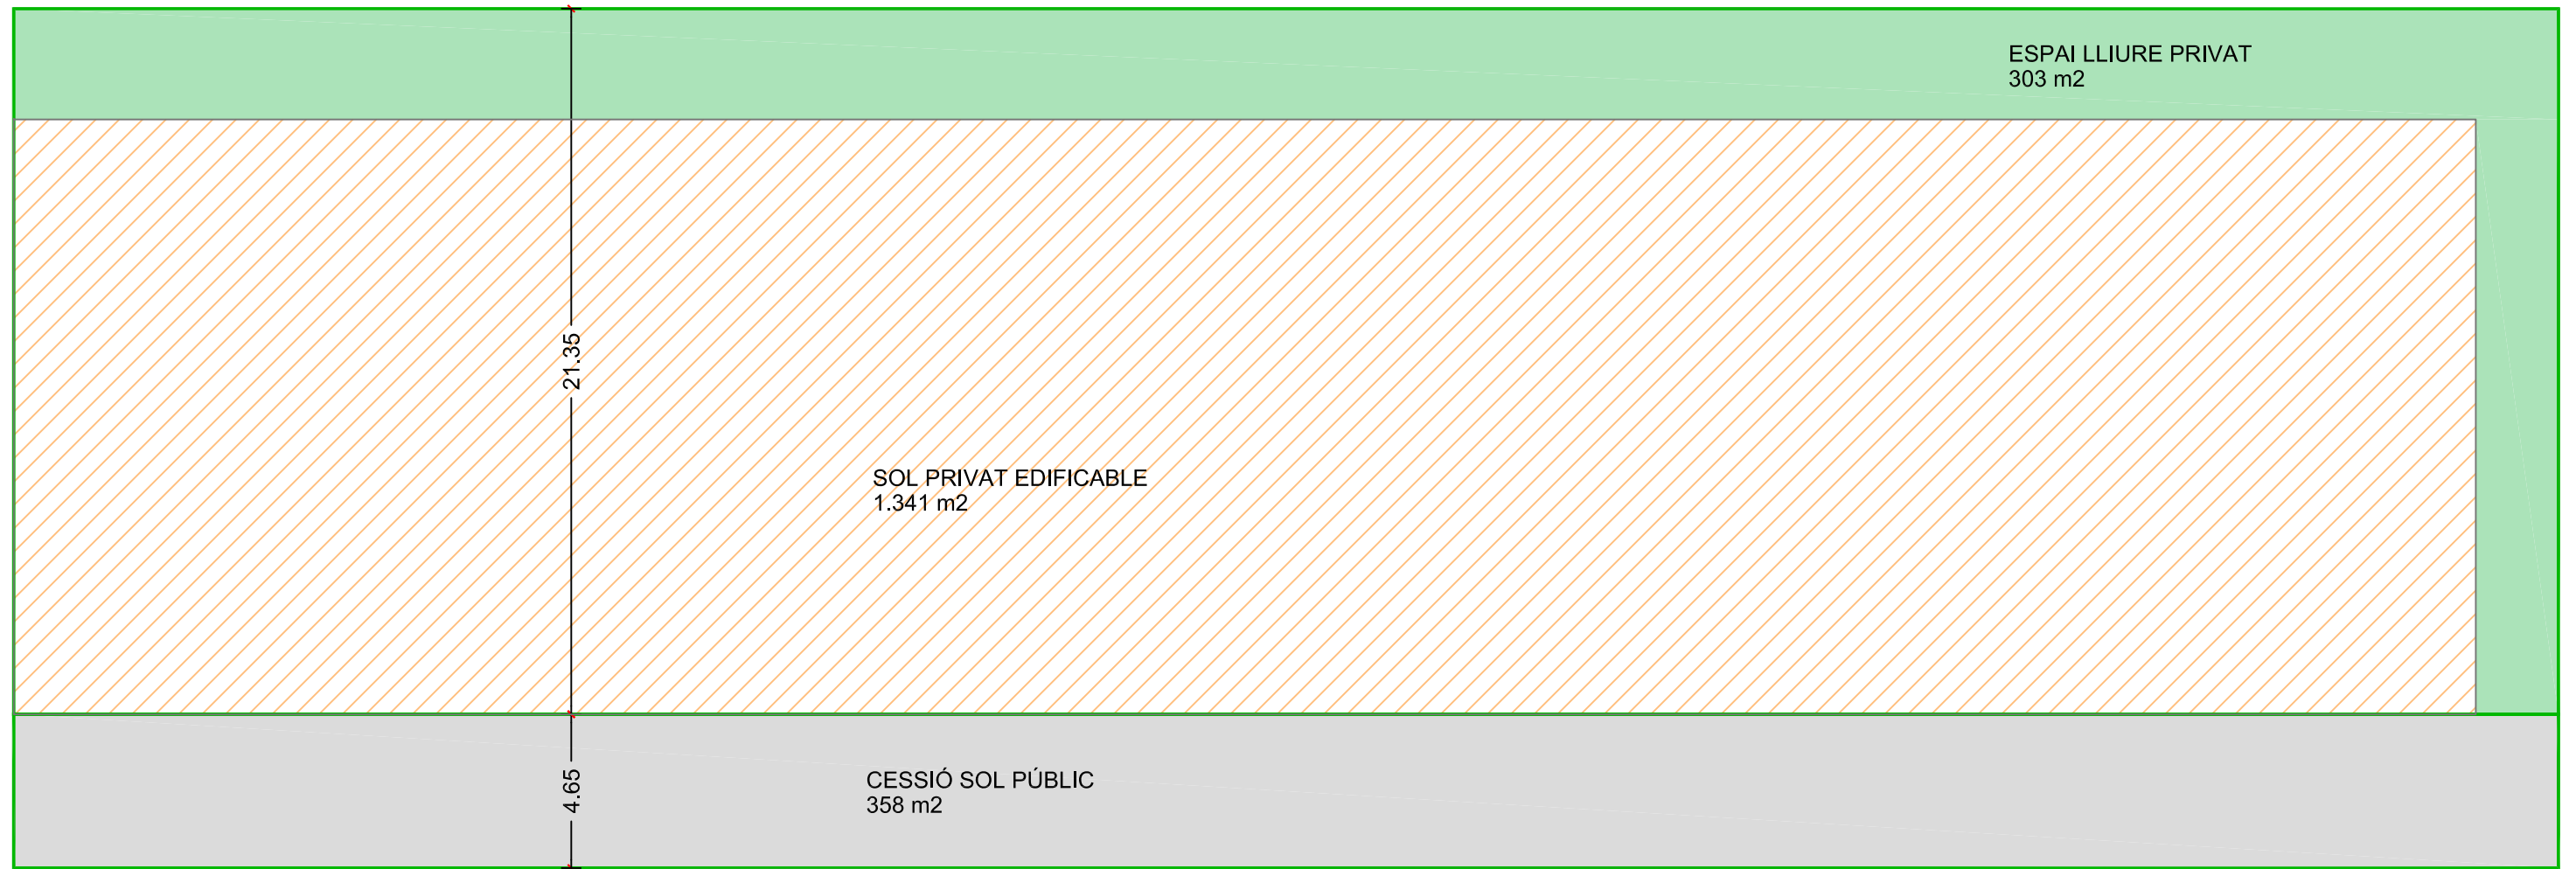 ESPAI LLIURE PRIVAT
303 m2
21.35
SOL PRIVAT EDIFICABLE
1.341 m2
4.65
CESSIÓ SOL PÚBLIC
358 m2